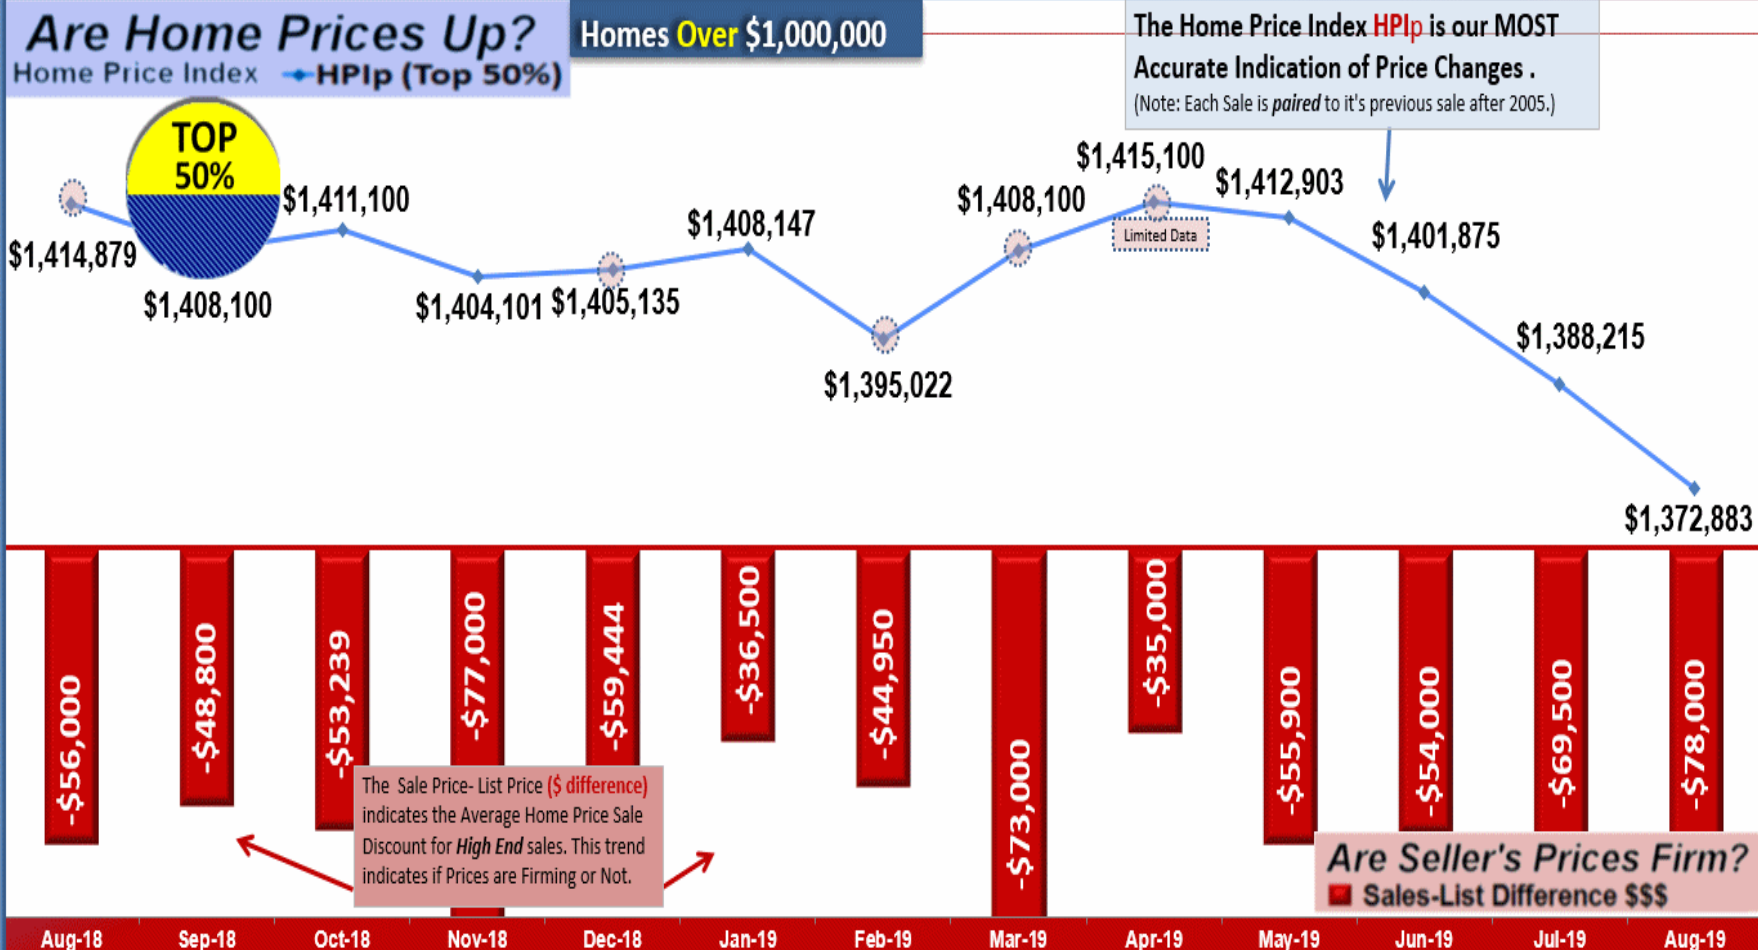 Are Home Prices Up?
Home Price Index HPIp (Top 50%)
Homes Over $1,000,000
The Home Price Index HPIp is our MOST
Accurate Indication of Price Changes .
(Note: Each Sale is paired to it's previous sale after 2005.)
TOP
50%
$1,414,879
$1,408,100
$1,411,100
$1,404,101
$1,405,135
$1,408,147
$1,395,022
$1,408,100
$1,415,100
Limited Data
$1,412,903
$1,401,875
$1,388,215
$1,372,883
-$56,000
-$48,800
-$53,239
-$77,000
-$59,444
-$36,500
-$44,950
-$73,000
-$35,000
-$55,900
-$54,000
-$69,500
-$78,000
The Sale Price- List Price ($ difference)
indicates the Average Home Price Sale
Discount for High End sales. This trend
indicates if Prices are Firming or Not.
Are Seller's Prices Firm?
Sales-List Difference $$$
Aug-18 Sep-18 Oct-18 Nov-18 Dec-18 Jan-19 Feb-19 Mar-19 Apr-19 May-19 Jun-19 Jul-19 Aug-19